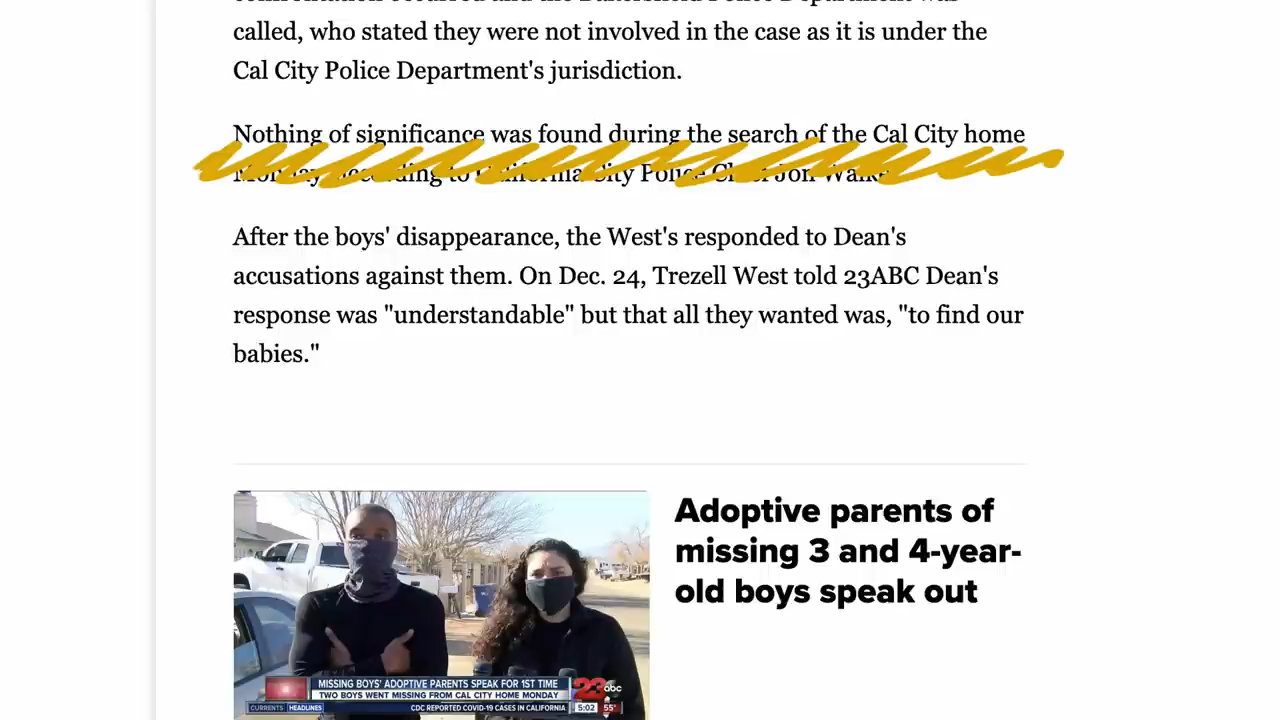 called, who stated they were not involved in the case as it is under the
Cal City Police Department's jurisdiction.
Nothing of significance was found during the search of the Cal City home
After the boys' disappearance, the West's responded to Dean's
accusations against them. On Dec. 24, Trezell West told 23ABC Dean's
response was "understandable" but that all they wanted was, "to find our
babies."
Adoptive parents of
missing 3 and 4-year-
old boys speak out
MISSING BOYS' ADOPTIVE PARENTS SPEAK FOR 1ST TIME
TWO BOYS WENT MISSING FROM CAL CITY HOME MONDAY
23 abc
CURRENTS HEADLINES CDC REPORTED COVID-19 CASES IN CALIFORNIA 5:02 55°